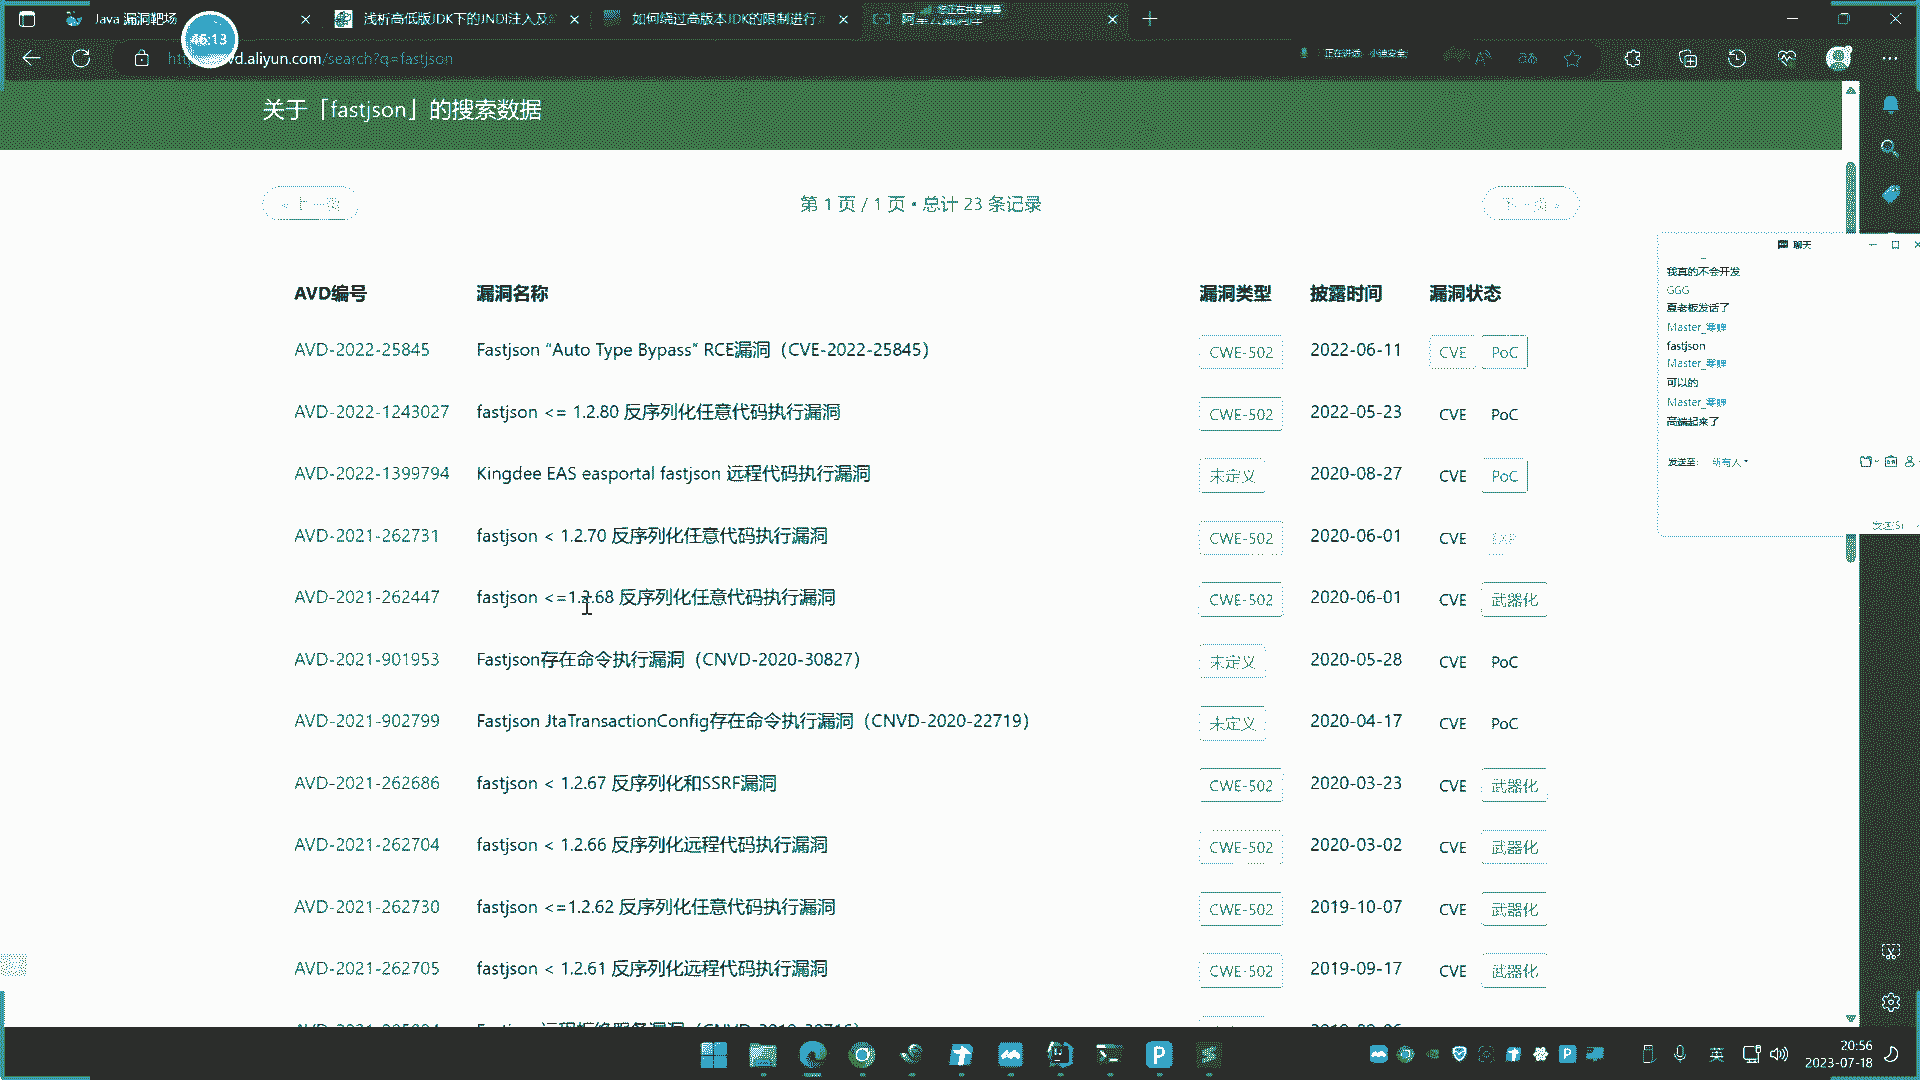 Java 漏洞靶场
浅析高低版JDK下的JNDI注入及
如何绕过高版本JDK的限制进行
您正在共享屏幕
46:13
d.aliyun.com/search?q=fastjson
正在讲话: 小迪安全;
关于「fastjson」的搜索数据
« 上一页
第 1 页 / 1 页 • 总计 23 条记录
下一页 »
AVD编号 漏洞名称 漏洞类型 披露时间 漏洞状态
AVD-2022-25845 Fastjson “Auto Type Bypass” RCE漏洞（CVE-2022-25845） CWE-502 2022-06-11 CVE PoC
AVD-2022-1243027 fastjson <= 1.2.80 反序列化任意代码执行漏洞 CWE-502 2022-05-23 CVE PoC
AVD-2022-1399794 Kingdee EAS easportal fastjson 远程代码执行漏洞 未定义 2020-08-27 CVE PoC
AVD-2021-262731 fastjson < 1.2.70 反序列化任意代码执行漏洞 CWE-502 2020-06-01 CVE EXP
AVD-2021-262447 fastjson <=1.2.68 反序列化任意代码执行漏洞 CWE-502 2020-06-01 CVE 武器化
AVD-2021-901953 Fastjson存在命令执行漏洞（CNVD-2020-30827） 未定义 2020-05-28 CVE PoC
AVD-2021-902799 Fastjson JtaTransactionConfig存在命令执行漏洞（CNVD-2020-22719） 未定义 2020-04-17 CVE PoC
AVD-2021-262686 fastjson < 1.2.67 反序列化和SSRF漏洞 CWE-502 2020-03-23 CVE 武器化
AVD-2021-262704 fastjson < 1.2.66 反序列化远程代码执行漏洞 CWE-502 2020-03-02 CVE 武器化
AVD-2021-262730 fastjson <=1.2.62 反序列化任意代码执行漏洞 CWE-502 2019-10-07 CVE 武器化
AVD-2021-262705 fastjson < 1.2.61 反序列化远程代码执行漏洞 CWE-502 2019-09-17 CVE 武器化
聊天
我真的不会开发
GGG
夏老板发话了
Master_
fastjson
Master_
可以的
Master_
高端起来了
发送至: 所有人
英
20:56
2023-07-18